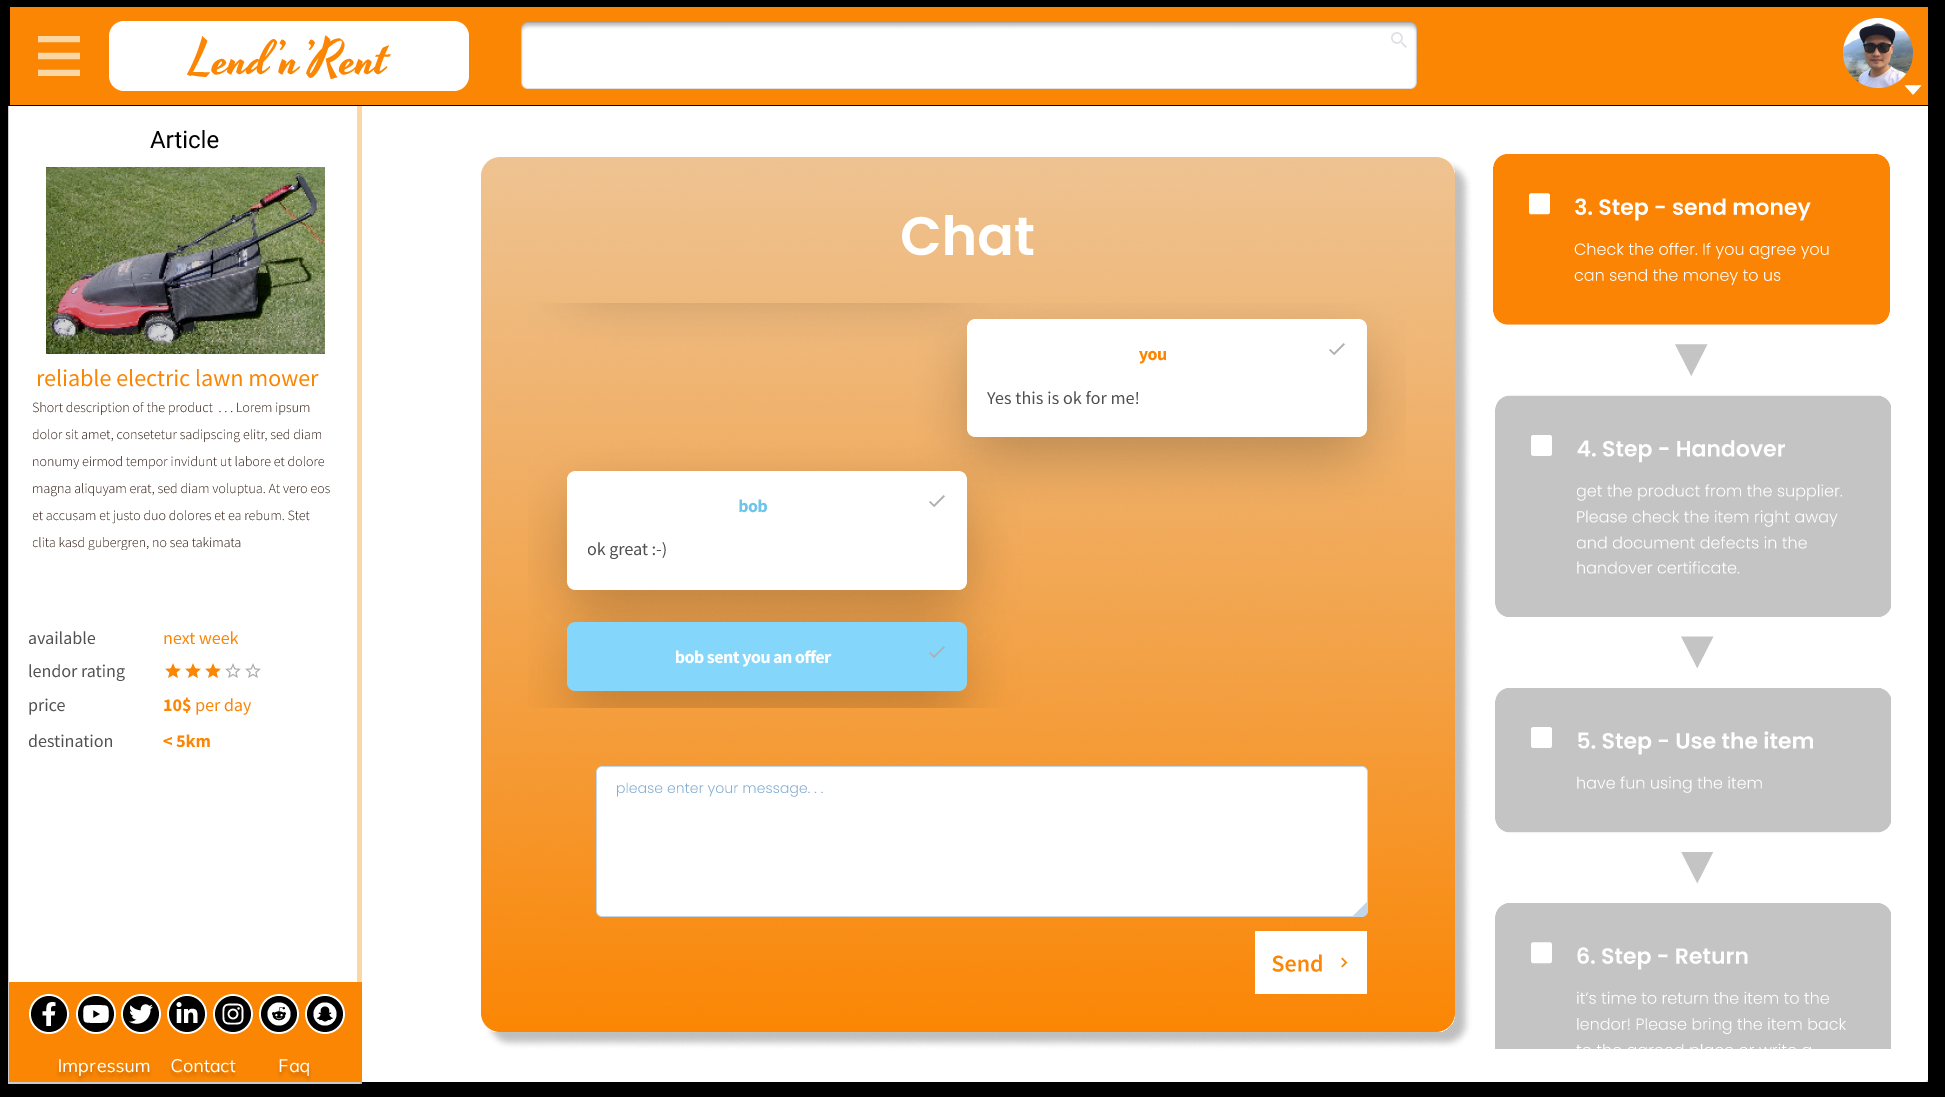 Lend'n'Rent
Article
reliable electric lawn mower
Short description of the product ... Lorem ipsum
dolor sit amet, consetetur sadipscing elitr, sed diam
nonumy eirmod tempor invidunt ut labore et dolore
magna aliquyam erat, sed diam voluptua. At vero eos
et accusam et justo duo dolores et ea rebum. Stet
clita kasd gubergren, no sea takimata
available next week
lendor rating
price 10$ per day
destination < 5km
Impressum Contact Faq
Chat
you
Yes this is ok for me!
bob
ok great :-)
bob sent you an offer
please enter your message...
Send
3. Step - send money
Check the offer. If you agree you
can send the money to us
4. Step - Handover
get the product from the supplier.
Please check the item right away
and document defects in the
handover certificate.
5. Step - Use the item
have fun using the item
6. Step - Return
it's time to return the item to the
lendor! Please bring the item back
to the agreed place or write a